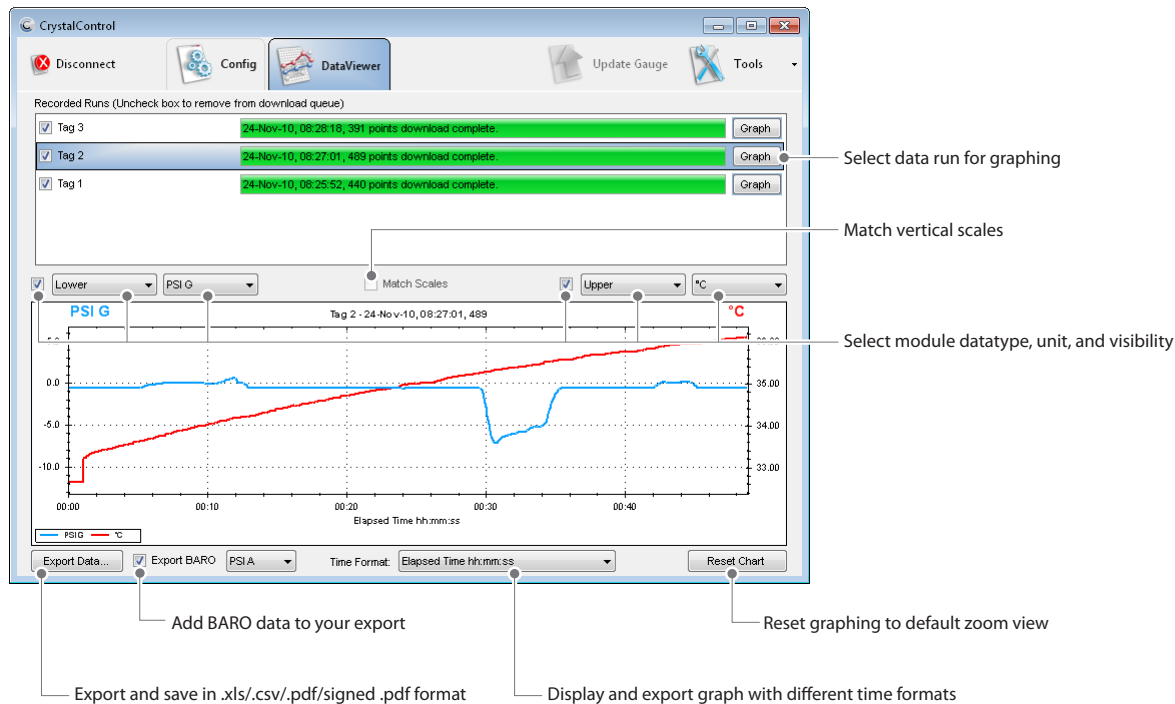 CrystalControl
Disconnect
Config
DataViewer
Update Gauge
Tools
Recorded Runs (Uncheck box to remove from download queue)
Tag 3 24-Nov-10, 08:28:18, 391 points download complete. Graph
Tag 2 24-Nov-10, 08:27:01, 489 points download complete. Graph
Select data run for graphing
Tag 1 24-Nov-10, 08:25:52, 440 points download complete. Graph
Match vertical scales
Lower PSI G Match Scales Upper °C
PSI G Tag 2 - 24-Nov-10, 08:27:01, 489 °C
Select module datatype, unit, and visibility
0.0 35.00
-5.0 34.00
-10.0 33.00
00:00 00:10 00:20 00:30 00:40
Elapsed Time hh:mm:ss
PSI G °C
Export Data... Export BARO PSI A Time Format: Elapsed Time hh:mm:ss Reset Chart
Add BARO data to your export
Reset graphing to default zoom view
Export and save in .xls/.csv/.pdf/signed .pdf format
Display and export graph with different time formats